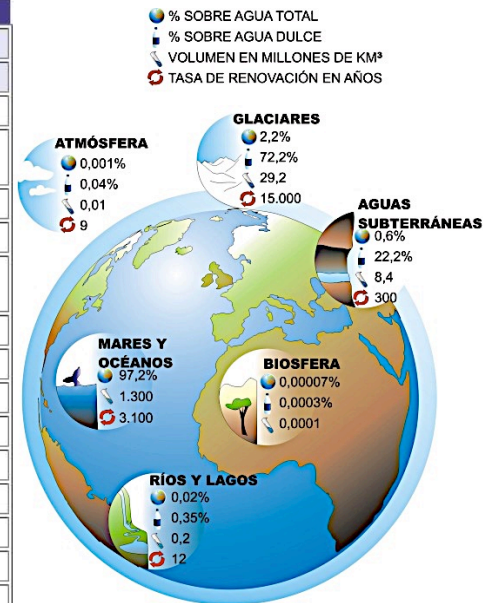 % SOBRE AGUA TOTAL
% SOBRE AGUA DULCE
VOLUMEN EN MILLONES DE KM³
TASA DE RENOVACIÓN EN AÑOS
GLACIARES
2,2%
72,2%
29,2
15.000
ATMÓSFERA
0,001%
0,04%
0,01
9
AGUAS
SUBTERRÁNEAS
0,6%
22,2%
8,4
300
MARES Y
OCÉANOS
97,2%
1.300
3.100
BIOSFERA
0,00007%
0,0003%
0,0001
RÍOS Y LAGOS
0,02%
0,35%
0,2
12